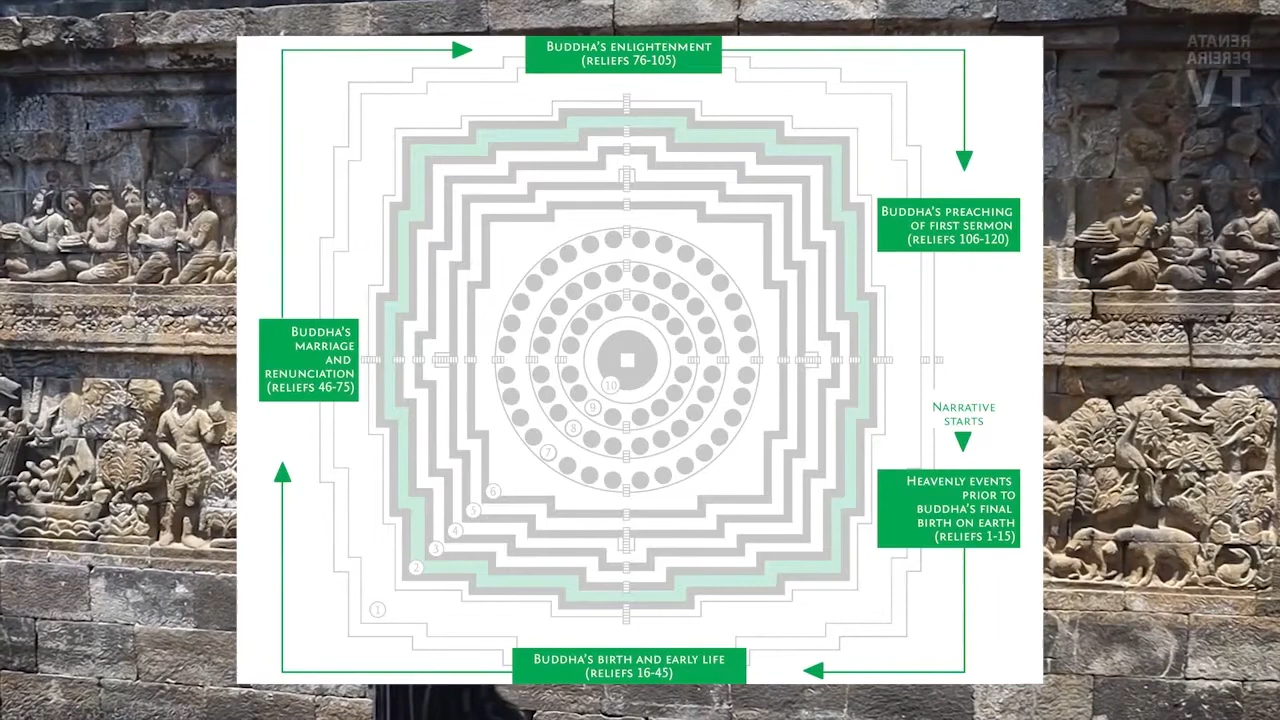 BUDDHA'S ENLIGHTENMENT
(RELIEFS 76-105)
RENATA
PEREIRA
TV
BUDDHA'S PREACHING
OF FIRST SERMON
(RELIEFS 106-120)
BUDDHA'S
MARRIAGE
AND
RENUNCIATION
(RELIEFS 46-75)
NARRATIVE
STARTS
HEAVENLY EVENTS
PRIOR TO
BUDDHA'S FINAL
BIRTH ON EARTH
(RELIEFS 1-15)
10
9
8
7
6
5
4
3
2
1
BUDDHA'S BIRTH AND EARLY LIFE
(RELIEFS 16-45)